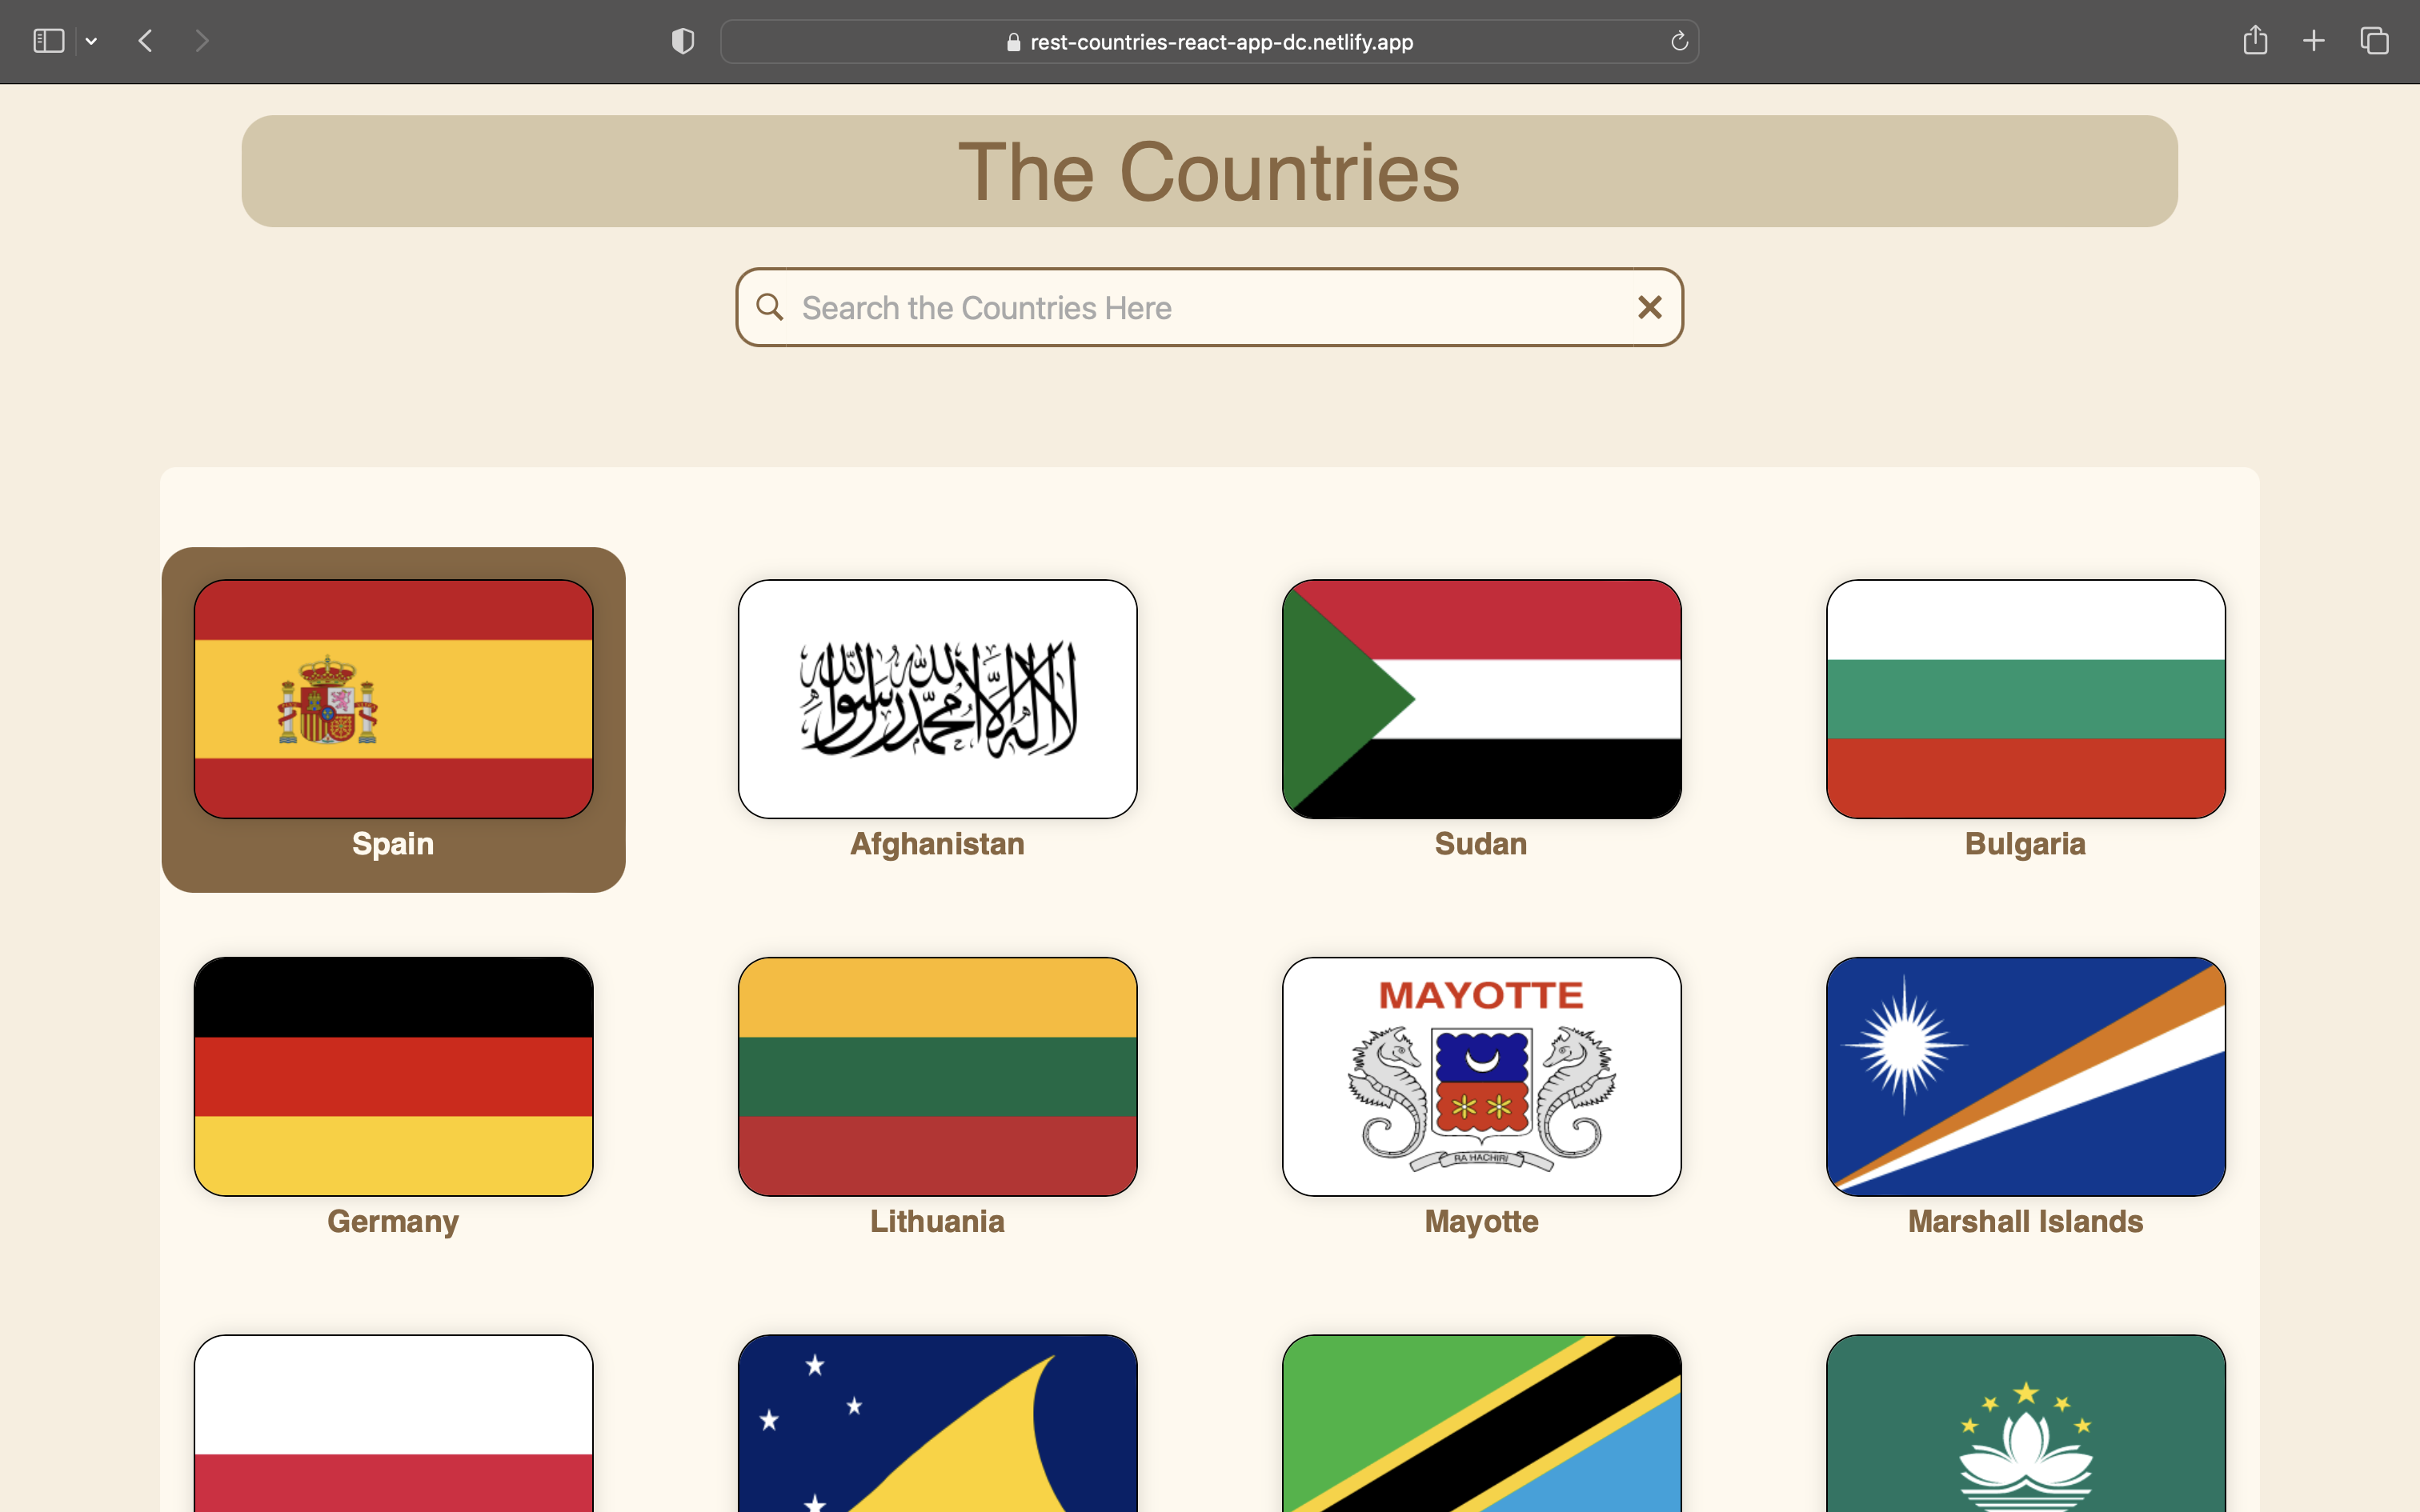 rest-countries-react-app-dc.netlify.app
The Countries
Search the Countries Here
لا إله إلا الله محمد رسول الله
Spain
Afghanistan
Sudan
Bulgaria
MAYOTTE
RA HACHIRI
Germany
Lithuania
Mayotte
Marshall Islands